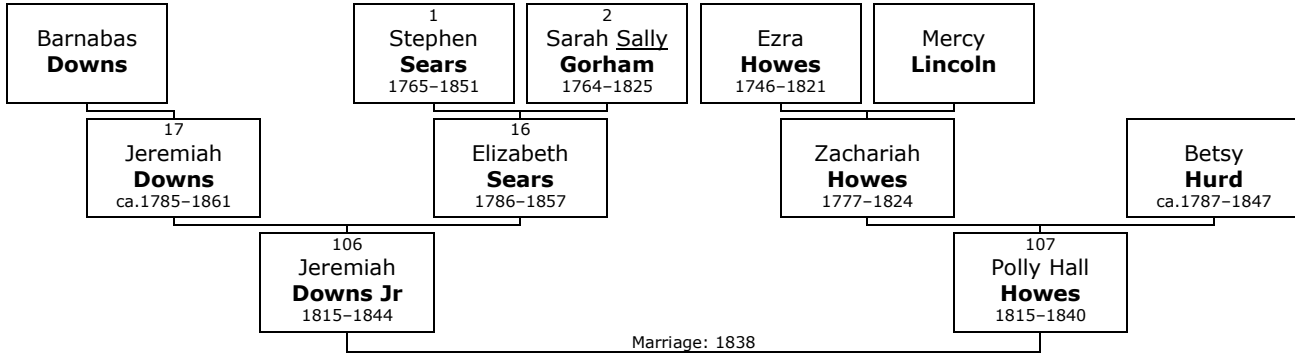 Barnabas
Downs
1
Stephen
Sears
1765–1851
2
Sarah Sally
Gorham
1764–1825
Ezra
Howes
1746–1821
Mercy
Lincoln
17
Jeremiah
Downs
ca.1785–1861
16
Elizabeth
Sears
1786–1857
Zachariah
Howes
1777–1824
Betsy
Hurd
ca.1787–1847
106
Jeremiah
Downs Jr
1815–1844
107
Polly Hall
Howes
1815–1840
Marriage: 1838